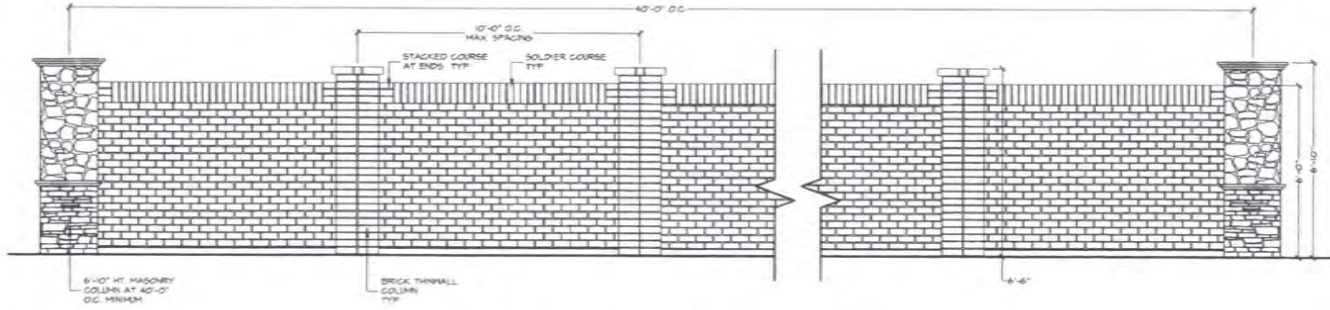 40'-0" O.C.
10'-0" O.C.
MAX SPACING
STACKED COURSE
AT ENDS TYP
SOLDIER COURSE
TYP
6'-0"
6'-10"
6'-10" HT. MASONRY
COLUMN AT 40'-0"
O.C. MINIMUM
BRICK THINWALL
COLUMN
TYP
6'-6"